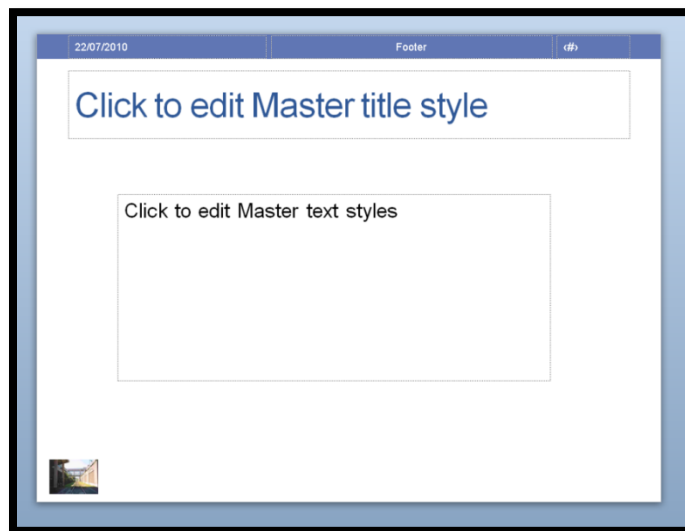 22/07/2010
Footer
‹#›
Click to edit Master title style
Click to edit Master text styles